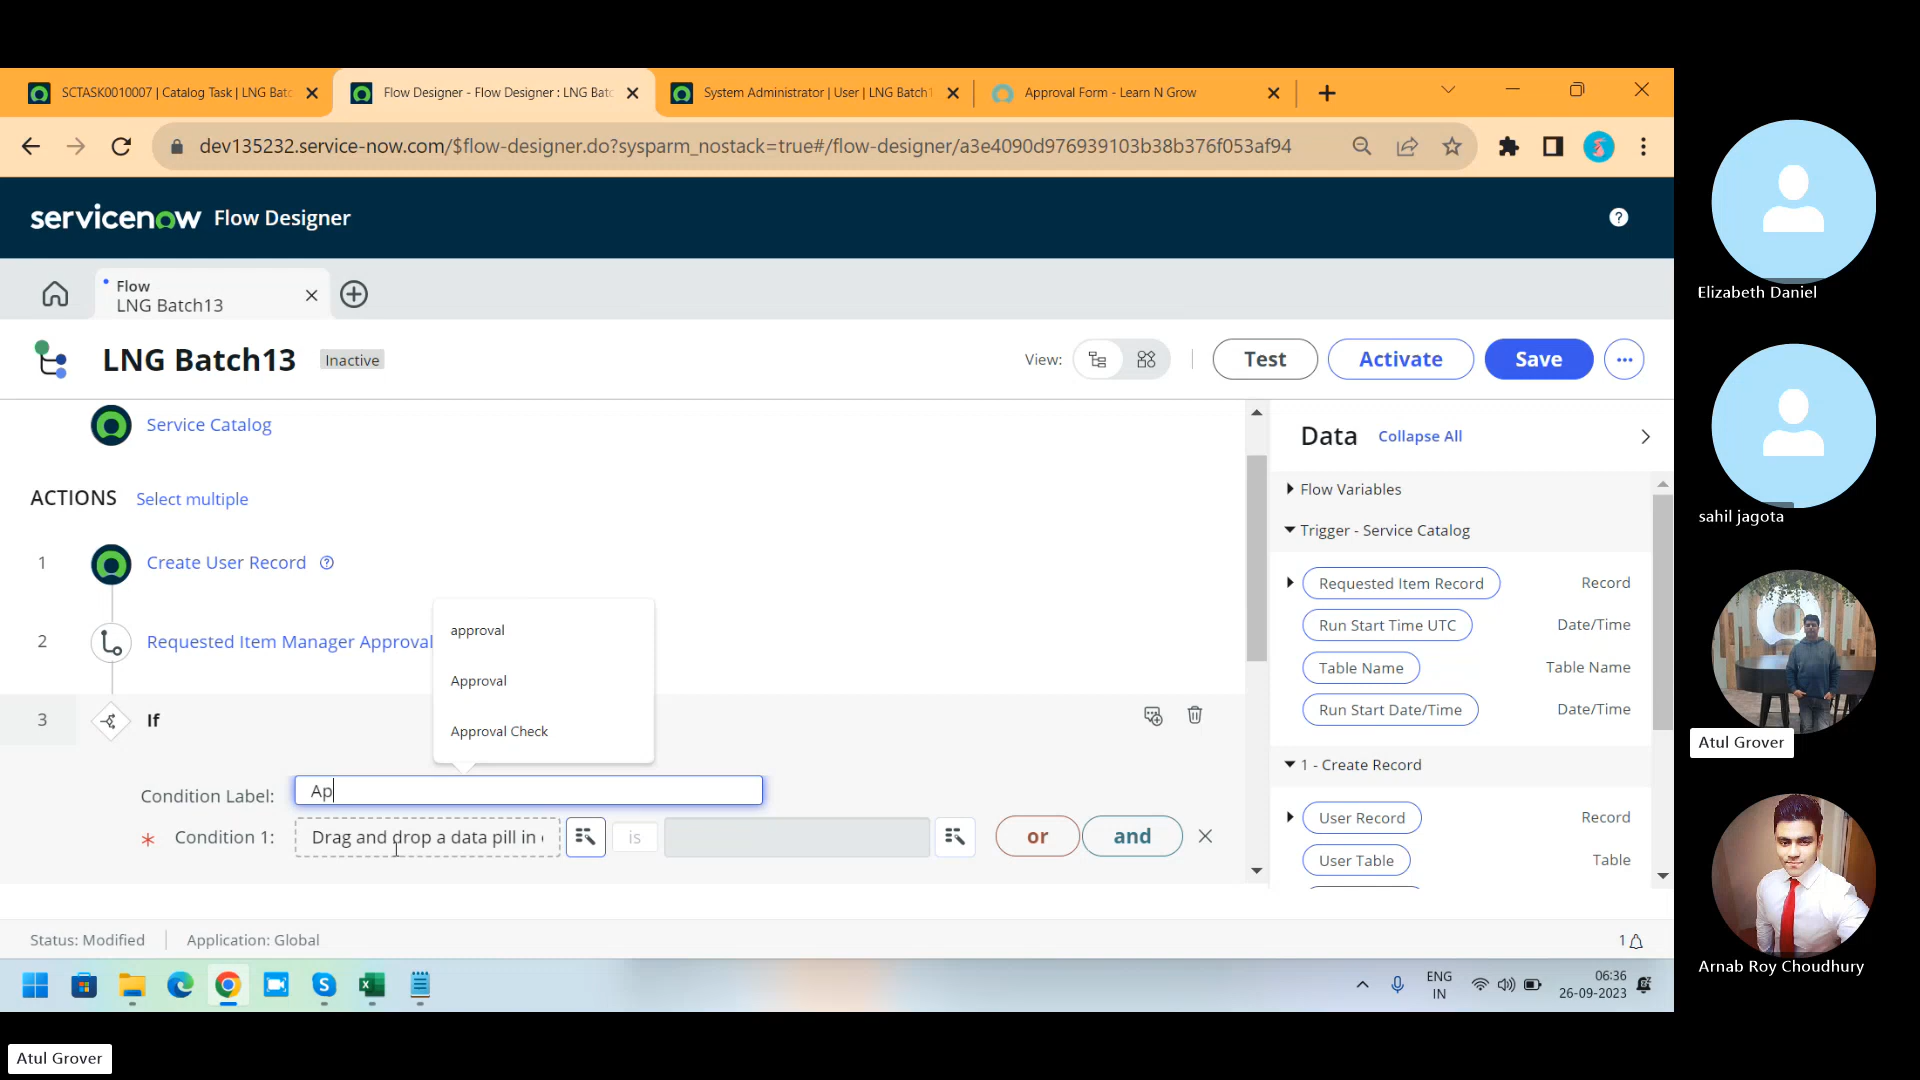 SCTASK0010007 | Catalog Task | LNG Batc
Flow Designer - Flow Designer : LNG Batc
System Administrator | User | LNG Batch1
Approval Form - Learn N Grow
dev135232.service-now.com/$flow-designer.do?sysparm_nostack=true#/flow-designer/a3e4090d976939103b38b376f053af94
servicenow Flow Designer
Flow
LNG Batch13
LNG Batch13
Inactive
View:
Test
Activate
Save
Service Catalog
ACTIONS
Select multiple
1
Create User Record
2
Requested Item Manager Approval
3
If
approval
Approval
Approval Check
Condition Label:
Ap
* Condition 1:
Drag and drop a data pill in
is
or
and
Data
Collapse All
Flow Variables
Trigger - Service Catalog
Requested Item Record
Record
Run Start Time UTC
Date/Time
Table Name
Table Name
Run Start Date/Time
Date/Time
1 - Create Record
User Record
Record
User Table
Table
Status: Modified
Application: Global
1
ENG
IN
06:36
26-09-2023
Elizabeth Daniel
sahil jagota
Atul Grover
Arnab Roy Choudhury
Atul Grover